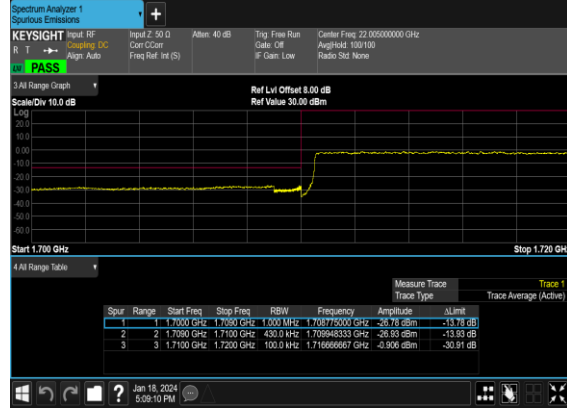 Spectrum Analyzer 1
Spurious Emissions
+
KEYSIGHT Input: RF Input Z: 50 Ω Atten: 40 dB Trig: Free Run Center Freq: 22.005000000 GHz
R T Coupling: DC Corr CCorr Gate: Off Avg|Hold: 100/100
Align: Auto Freq Ref: Int (S) IF Gain: Low Radio Std: None
PASS
3 All Range Graph
Ref Lvl Offset 8.00 dB
Scale/Div 10.0 dB Ref Value 30.00 dBm
Log
20.0
10.0
0.00
-10.0
-20.0
-30.0
-40.0
-50.0
-60.0
Start 1.700 GHz Stop 1.720 GH
4 All Range Table
Measure Trace Trace 1
Trace Type Trace Average (Active)
Spur Range Start Freq Stop Freq RBW Frequency Amplitude ΔLimit
1 1 1.7000 GHz 1.7090 GHz 1.000 MHz 1.708775000 GHz -26.78 dBm -13.78 dB
2 2 1.7090 GHz 1.7100 GHz 430.0 kHz 1.709948333 GHz -26.93 dBm -13.93 dB
3 3 1.7100 GHz 1.7200 GHz 100.0 kHz 1.716666667 GHz -0.906 dBm -30.91 dB
? Jan 18, 2024
5:09:10 PM